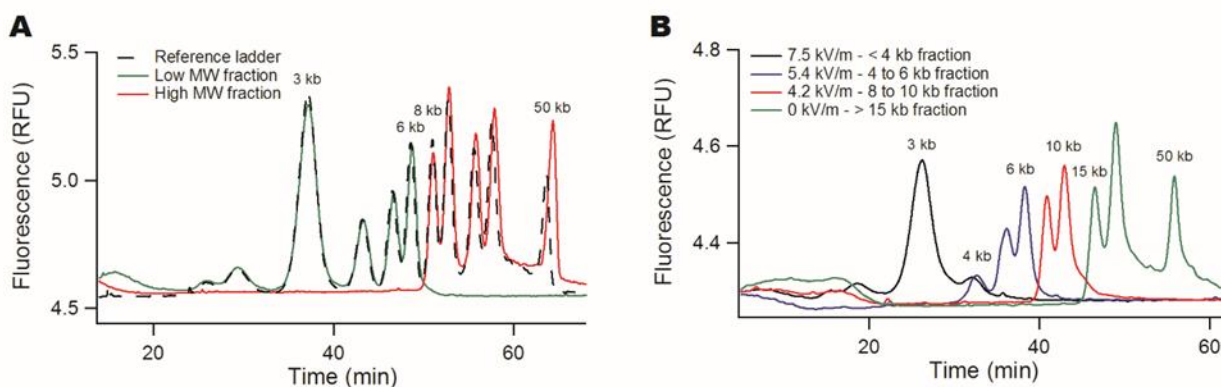 A
Fluorescence (RFU)
5.5
5.0
4.5
Reference ladder
Low MW fraction
High MW fraction
3 kb
6 kb
8 kb
50 kb
20
40
60
Time (min)
B
Fluorescence (RFU)
4.8
4.6
4.4
7.5 kV/m - < 4 kb fraction
5.4 kV/m - 4 to 6 kb fraction
4.2 kV/m - 8 to 10 kb fraction
0 kV/m - > 15 kb fraction
3 kb
4 kb
6 kb
10 kb
15 kb
50 kb
20
40
60
Time (min)